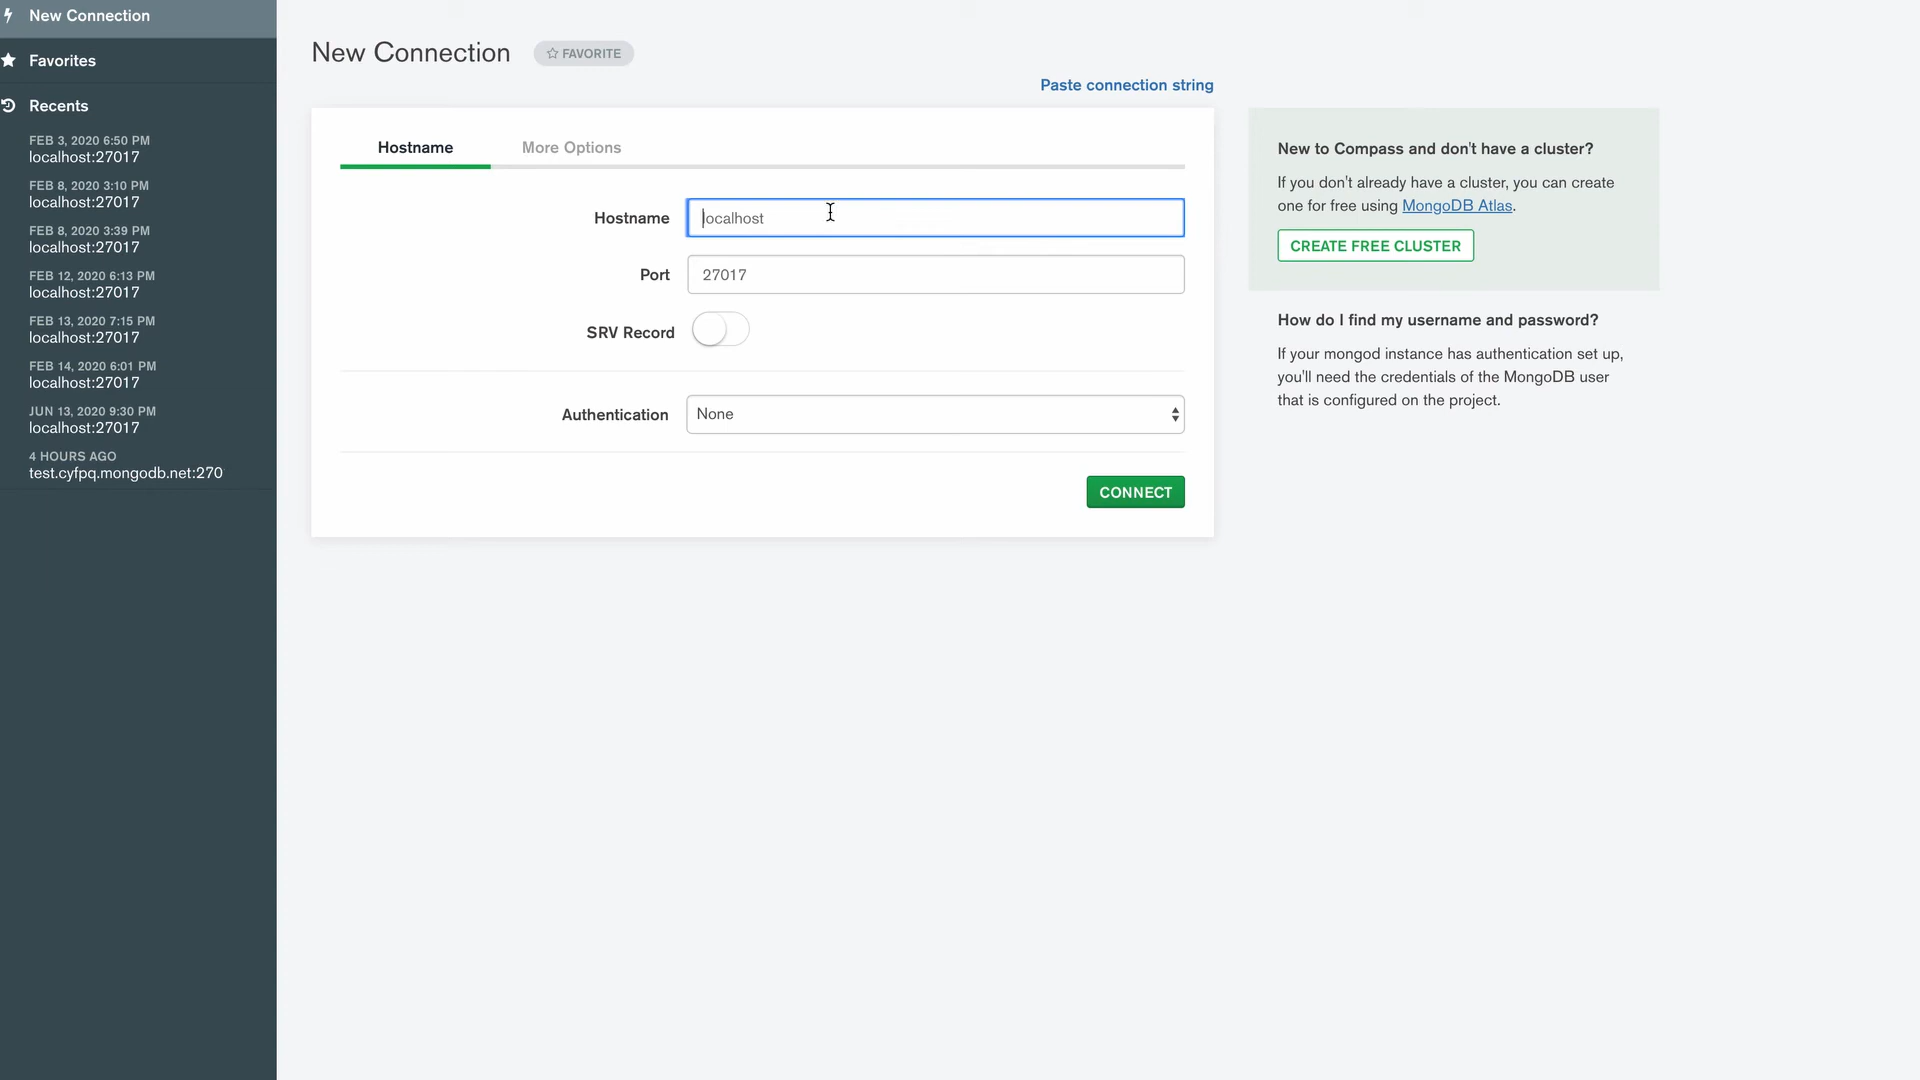 New Connection
Favorites
Recents
FEB 3, 2020 6:50 PM
localhost:27017
FEB 8, 2020 3:10 PM
localhost:27017
FEB 8, 2020 3:39 PM
localhost:27017
FEB 12, 2020 6:13 PM
localhost:27017
FEB 13, 2020 7:15 PM
localhost:27017
FEB 14, 2020 6:01 PM
localhost:27017
JUN 13, 2020 9:30 PM
localhost:27017
4 HOURS AGO
test.cyfpq.mongodb.net:270
New Connection
FAVORITE
Paste connection string
Hostname
More Options
Hostname
localhost
Port
27017
SRV Record
Authentication
None
CONNECT
New to Compass and don't have a cluster?
If you don't already have a cluster, you can create
one for free using MongoDB Atlas.
CREATE FREE CLUSTER
How do I find my username and password?
If your mongod instance has authentication set up,
you'll need the credentials of the MongoDB user
that is configured on the project.